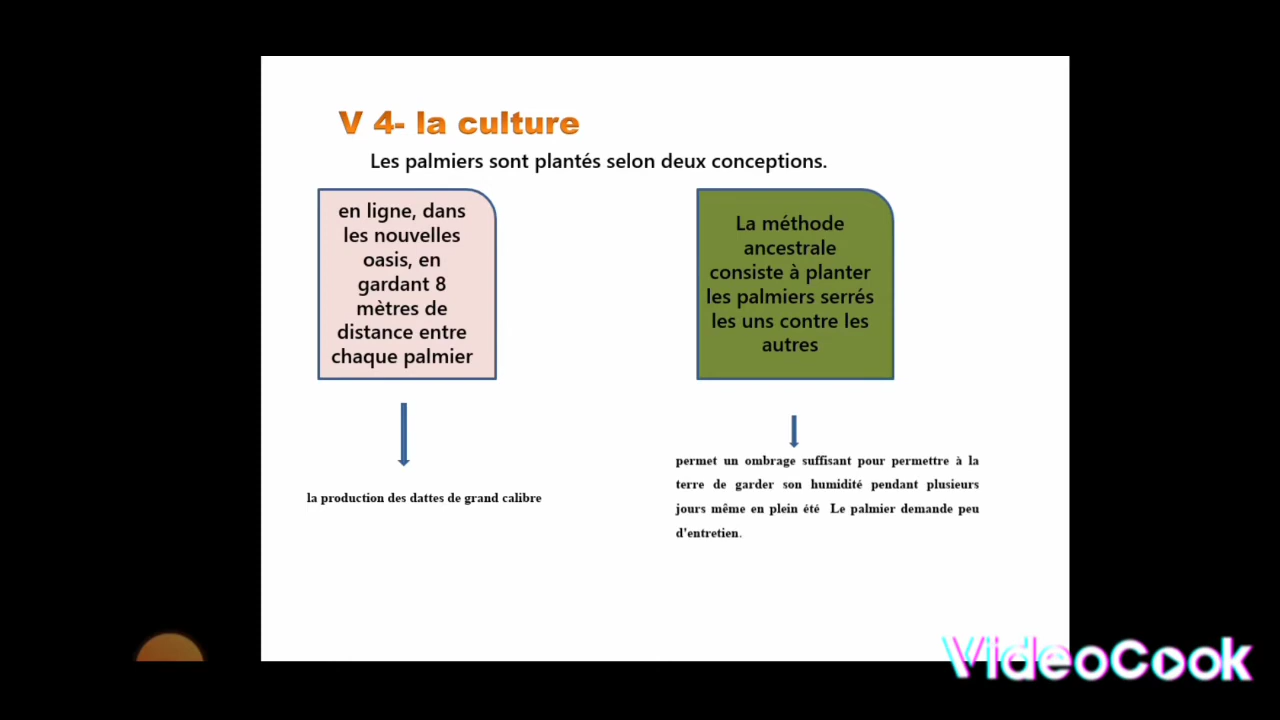 V 4- la culture
Les palmiers sont plantés selon deux conceptions.
en ligne, dans
les nouvelles
oasis, en
gardant 8
mètres de
distance entre
chaque palmier
La méthode
ancestrale
consiste à planter
les palmiers serrés
les uns contre les
autres
la production des dattes de grand calibre
permet un ombrage suffisant pour permettre à la
terre de garder son humidité pendant plusieurs
jours même en plein été Le palmier demande peu
d'entretien.
VideoCook